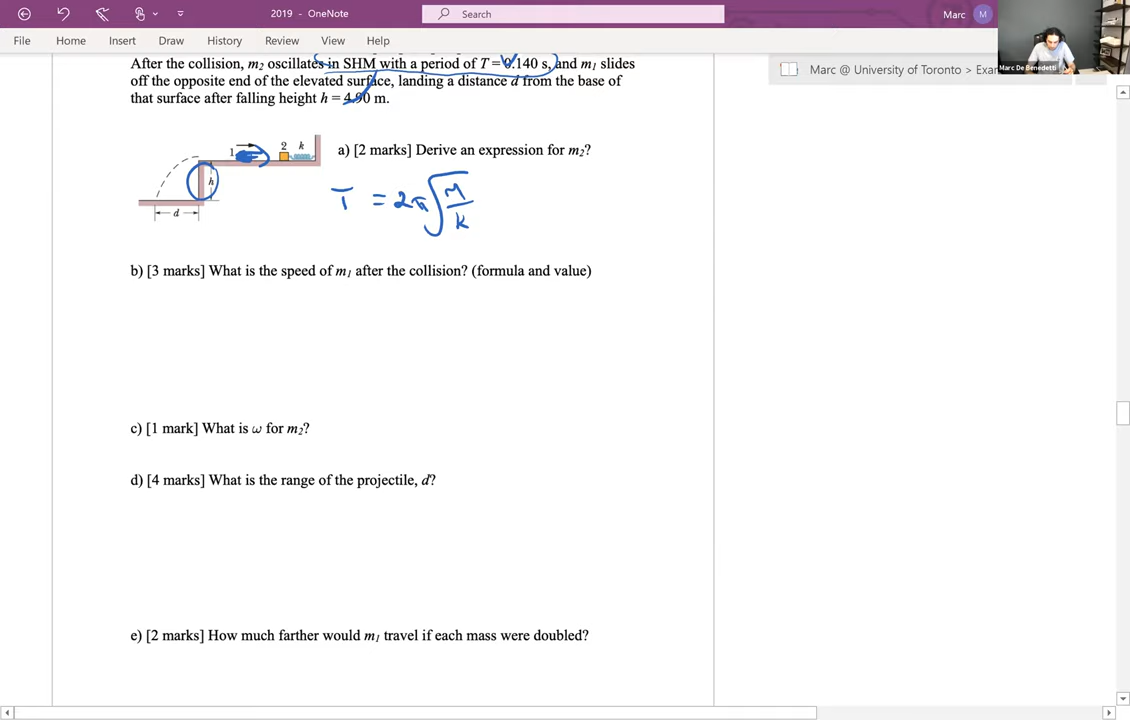 2019 - OneNote
Search
Marc
M
File Home Insert Draw History Review View Help
Marc De Benedetti
Marc @ University of Toronto > Exa
After the collision, m2 oscillates in SHM with a period of T = 0.140 s, and m1 slides
off the opposite end of the elevated surface, landing a distance d from the base of
that surface after falling height h = 4.90 m.
1 2 k
h
d
a) [2 marks] Derive an expression for m2?
T = 2π√(M/k)
b) [3 marks] What is the speed of m1 after the collision? (formula and value)
c) [1 mark] What is ω for m2?
d) [4 marks] What is the range of the projectile, d?
e) [2 marks] How much farther would m1 travel if each mass were doubled?